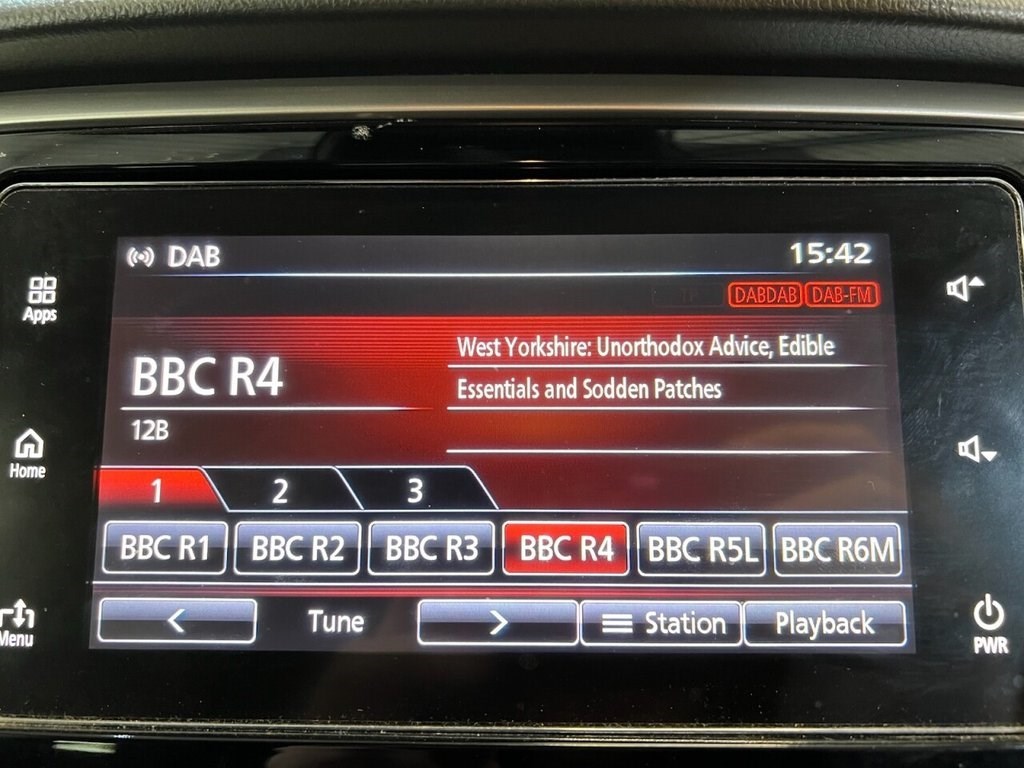 DAB
15:42
DABDAB DAB-FM
Apps
West Yorkshire: Unorthodox Advice, Edible
BBC R4
Essentials and Sodden Patches
12B
Home
1 2 3
BBC R1 BBC R2 BBC R3 BBC R4 BBC R5L BBC R6M
< Tune > Station Playback
Menu
PWR